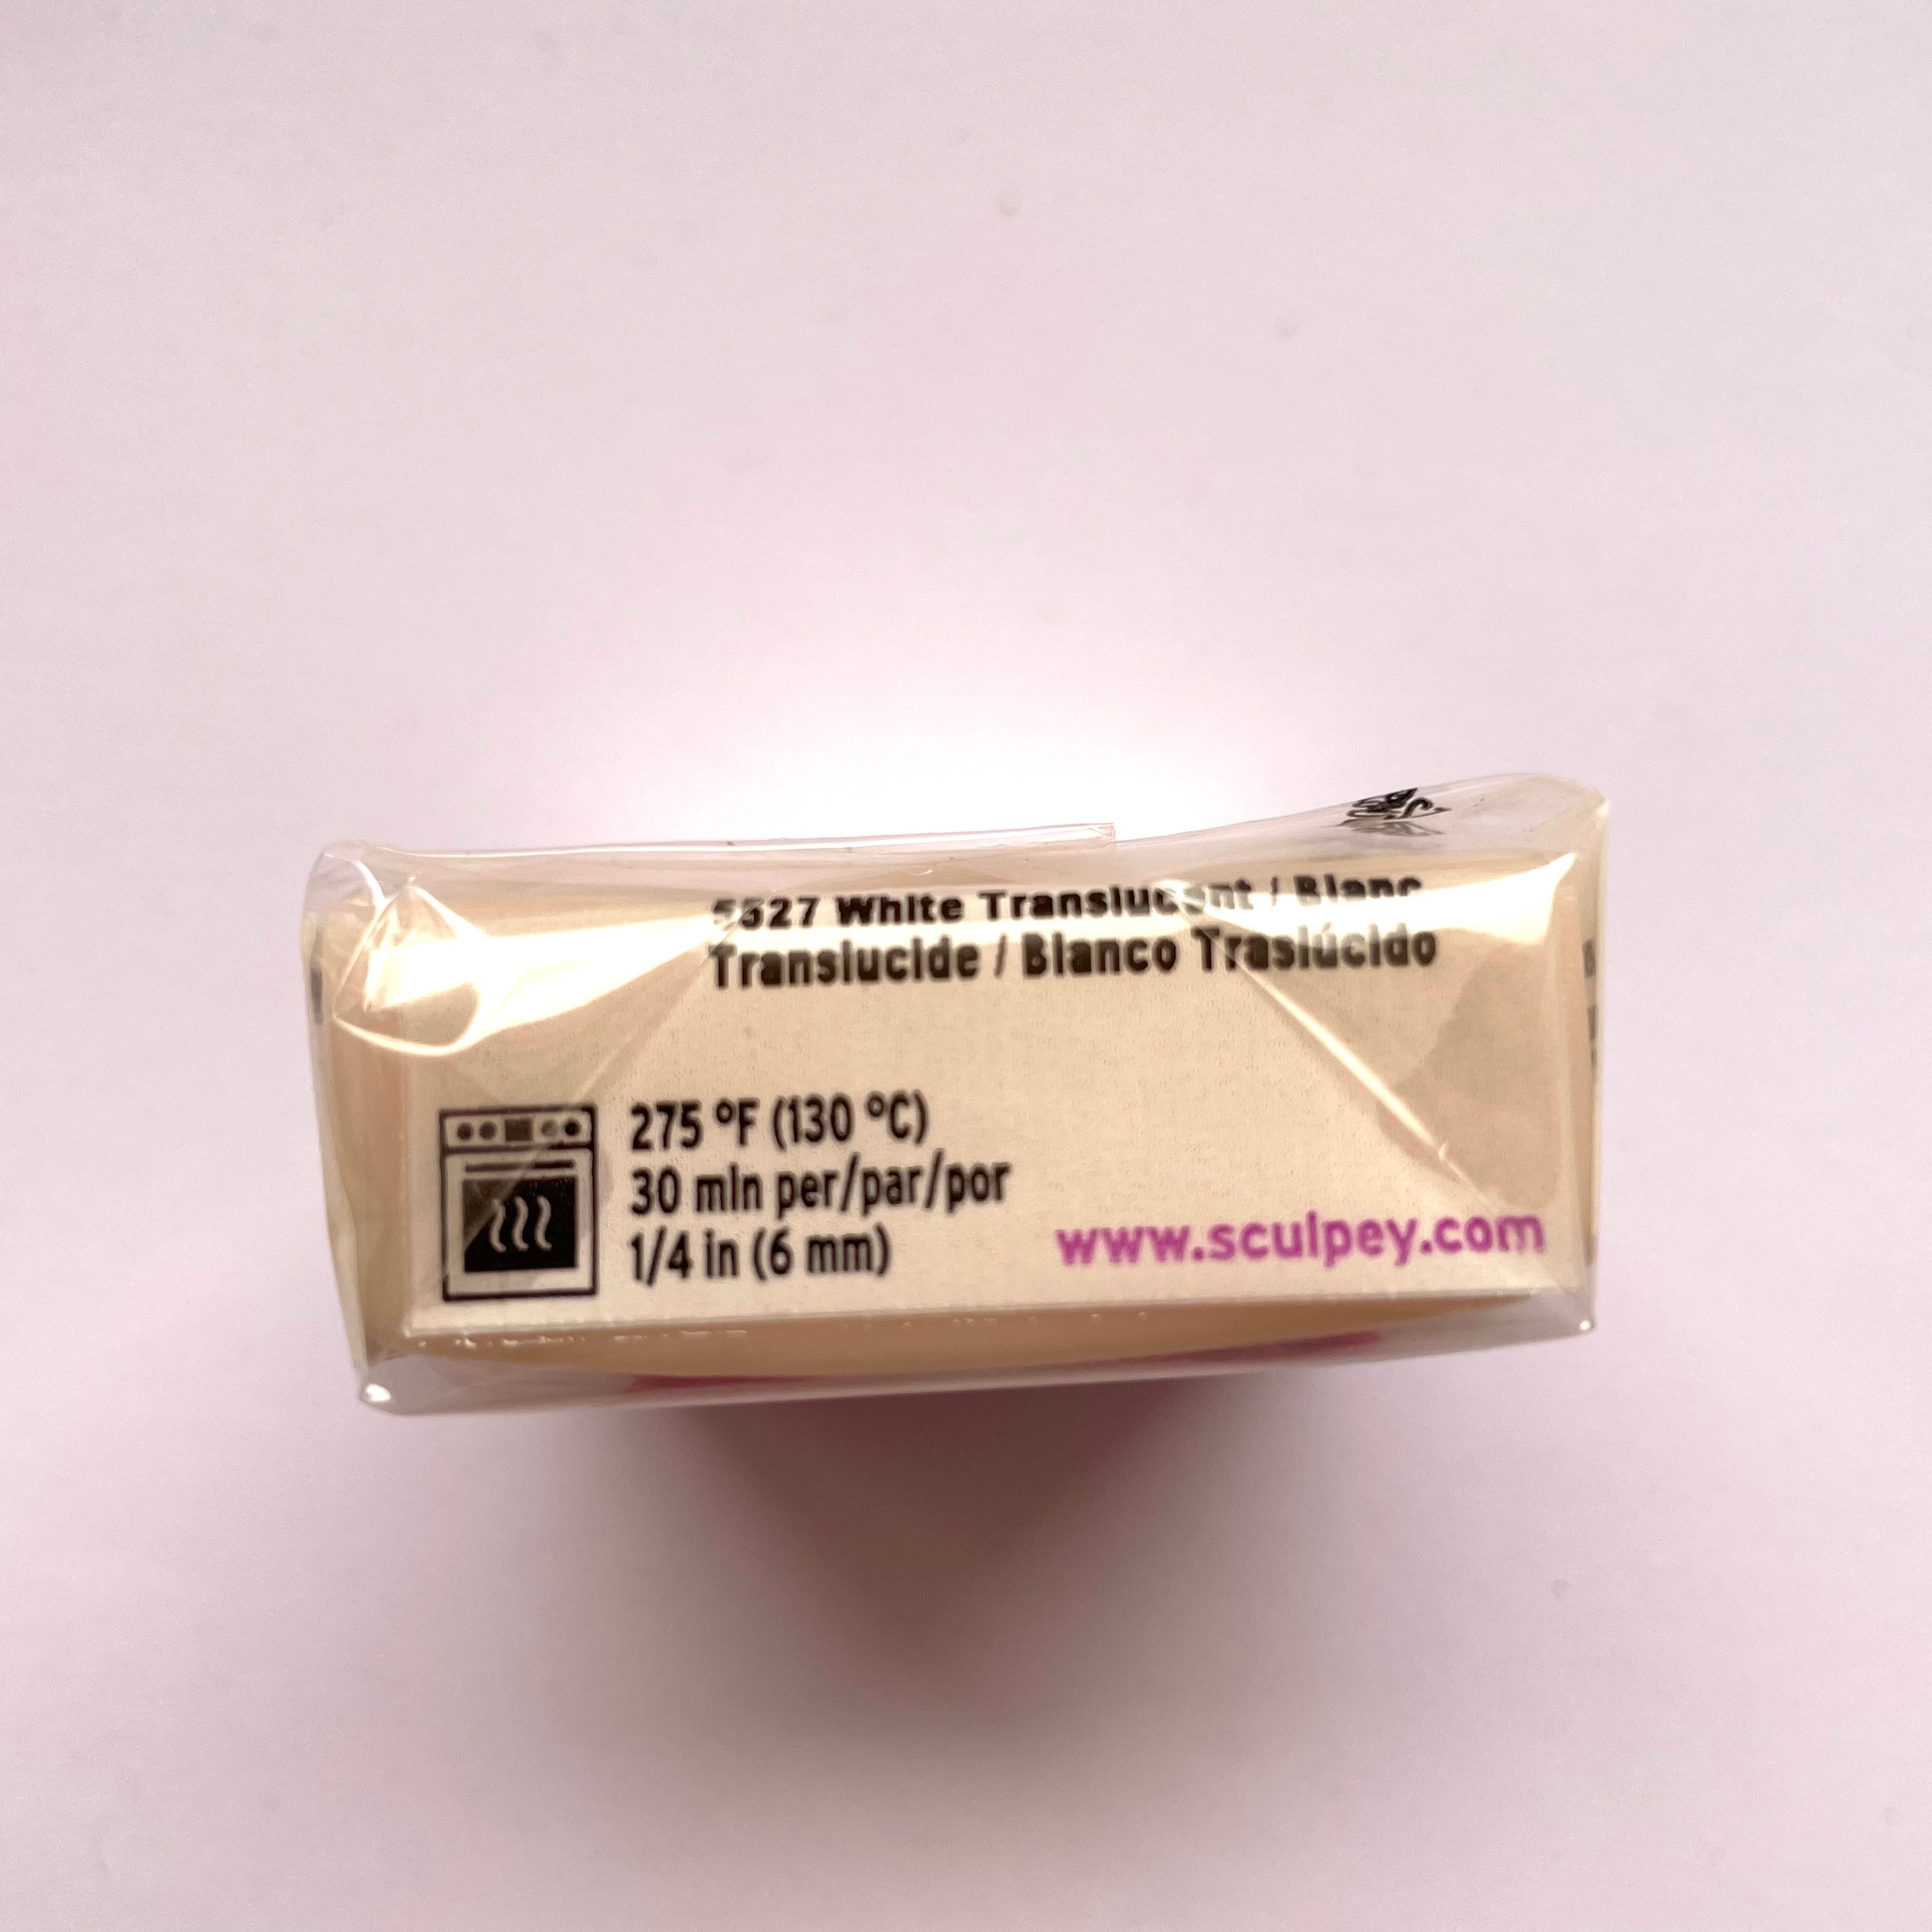 5527 White Translucent / Blanc
Translucide / Blanco Traslúcido
275 °F (130 °C)
30 min per/par/por
1/4 in (6 mm)
www.sculpey.com